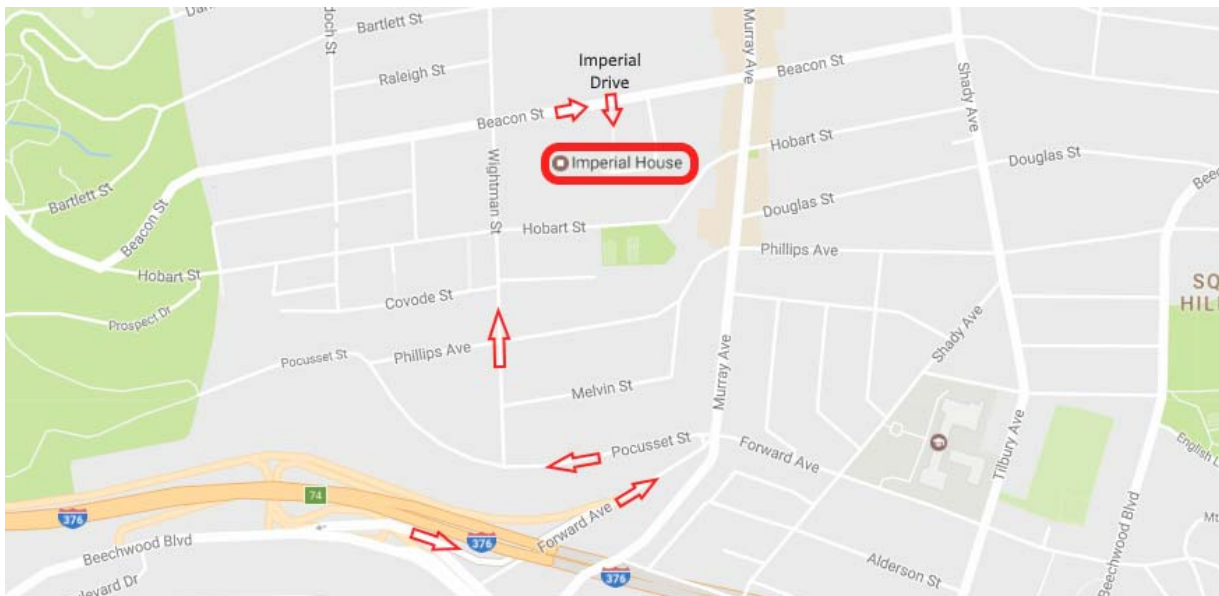 Bartlett St
Murray Ave
Raleigh St
Imperial
Drive
Beacon St
Beacon St
Shady Ave
Imperial House
Hobart St
Douglas St
Bartlett St
Wightman St
Beacon St
Hobart St
Douglas St
Phillips Ave
Hobart St
Covode St
Prospect Dr
Shady Ave
Pocusset St
Phillips Ave
Melvin St
Murray Ave
Pocusset St
Forward Ave
Tilbury Ave
74
376
376
Forward Ave
376
Beechwood Blvd
Alderson St
Beechwood Blvd